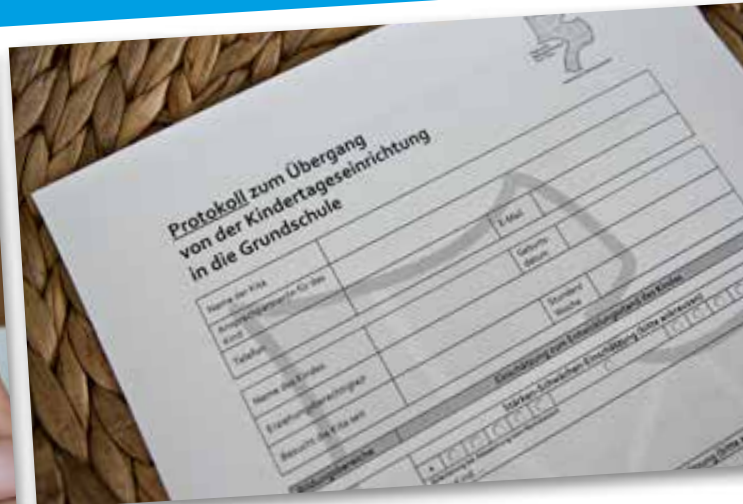 Protokoll zum Übergang
von der Kindertageseinrichtung
in die Grundschule
Name der Kita
Ansprechpartner/in für das
Kind
E-Mail
Telefon
Geburts-
datum
Name des Kindes
Erziehungsberechtigte/r
Stunden/
Woche
Besucht die Kita seit
Einschätzung zum Entwicklungsstand des Kindes
Bildungsbereiche
Stärken-Schwächen-Einschätzung (bitte ankreuzen)